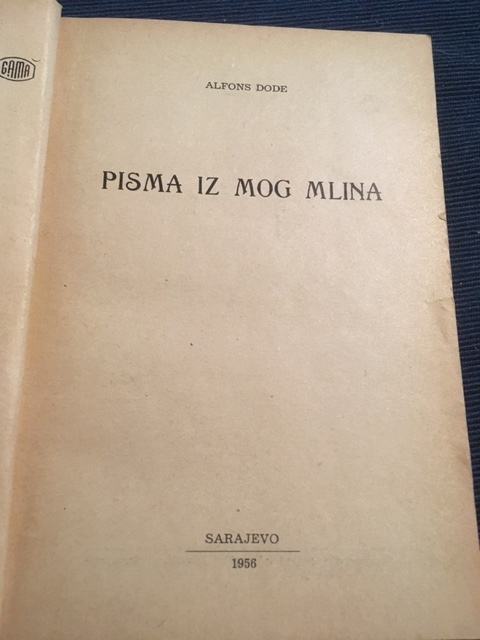 GAMA
ALFONS DODE
PISMA IZ MOG MLINA
SARAJEVO
1956